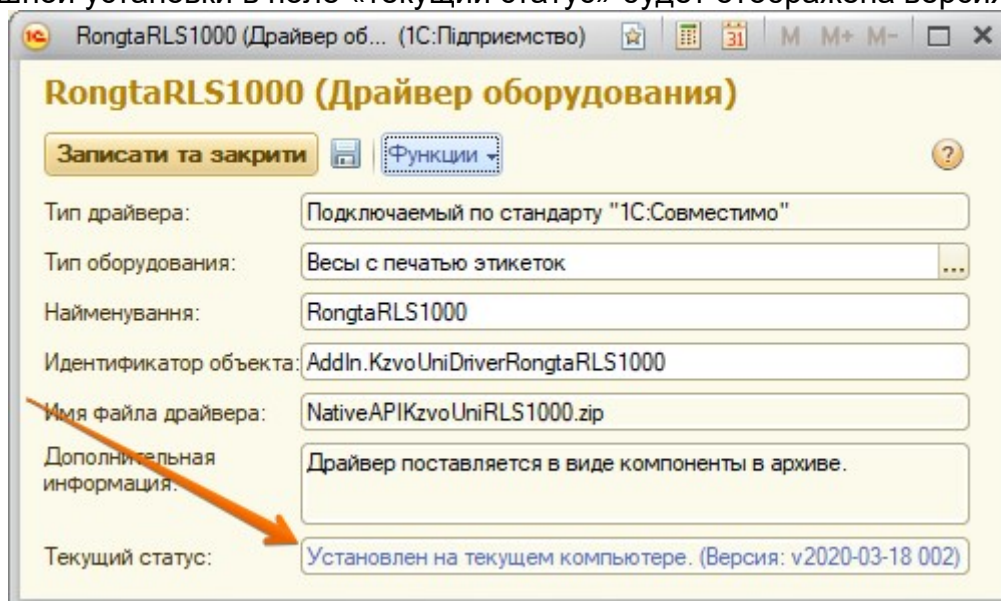 шной установки в поле «текущий статус» будет отображена верси
1С RongtaRLS1000 (Драйвер об... (1С:Підприємство) 31 M M+ M-
RongtaRLS1000 (Драйвер оборудования)
Записати та закрити Функции ?
Тип драйвера: Подключаемый по стандарту "1С:Совместимо"
Тип оборудования: Весы с печатью этикеток ...
Найменування: RongtaRLS1000
Идентификатор объекта: AddIn.KzvoUniDriverRongtaRLS1000
Имя файла драйвера: NativeAPIKzvoUniRLS1000.zip
Дополнительная
информация: Драйвер поставляется в виде компоненты в архиве.
Текущий статус: Установлен на текущем компьютере. (Версия: v2020-03-18 002)